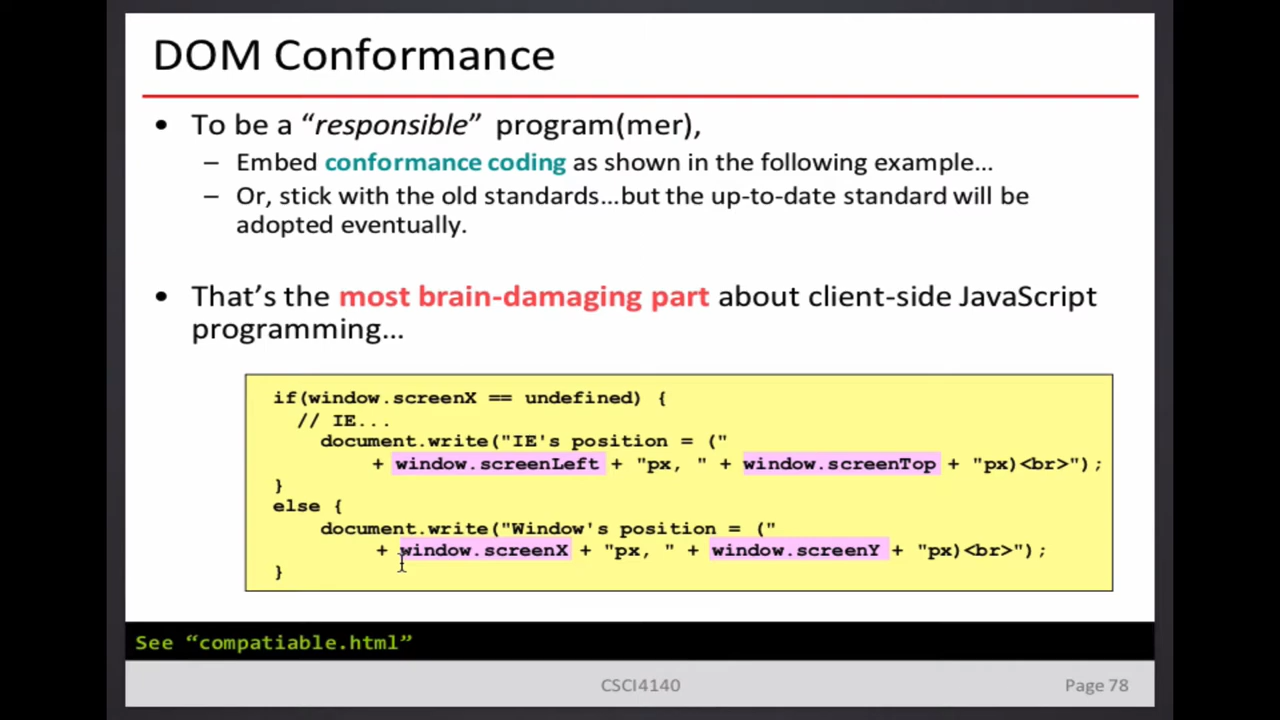 DOM Conformance
• To be a “responsible” program(mer),
– Embed conformance coding as shown in the following example…
– Or, stick with the old standards…but the up-to-date standard will be
adopted eventually.
• That’s the most brain-damaging part about client-side JavaScript
programming…
if(window.screenX == undefined) {
// IE...
document.write("IE's position = ("
+ window.screenLeft + "px, " + window.screenTop + "px)<br>");
}
else {
document.write("Window's position = ("
+ window.screenX + "px, " + window.screenY + "px)<br>");
}
See “compatiable.html”
CSCI4140
Page 78